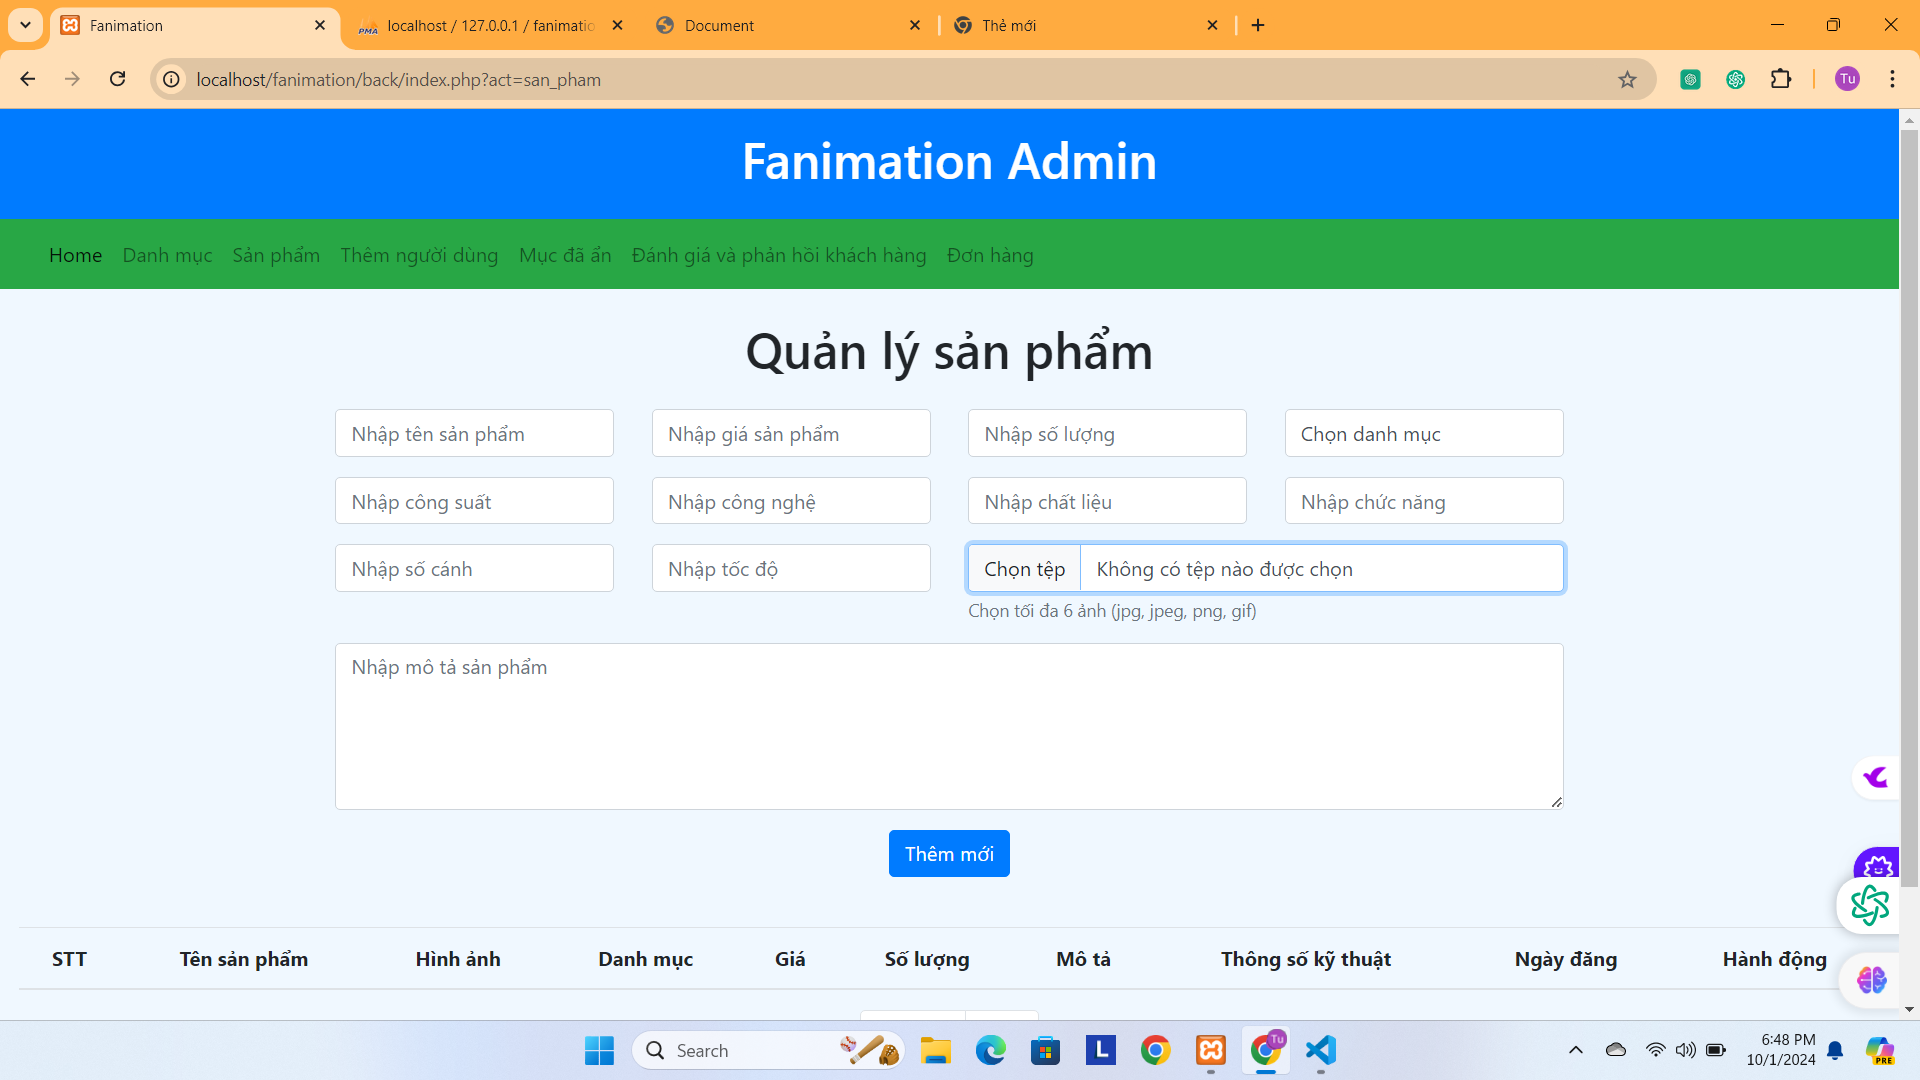 Fanimation
PMA localhost / 127.0.0.1 / fanimatio
Document
Thẻ mới
localhost/fanimation/back/index.php?act=san_pham
Tu
Fanimation Admin
Home Danh mục Sản phẩm Thêm người dùng Mục đã ẩn Đánh giá và phản hồi khách hàng Đơn hàng
Quản lý sản phẩm
Nhập tên sản phẩm Nhập giá sản phẩm Nhập số lượng Chọn danh mục
Nhập công suất Nhập công nghệ Nhập chất liệu Nhập chức năng
Nhập số cánh Nhập tốc độ Chọn tệp Không có tệp nào được chọn
Chọn tối đa 6 ảnh (jpg, jpeg, png, gif)
Nhập mô tả sản phẩm
Thêm mới
STT Tên sản phẩm Hình ảnh Danh mục Giá Số lượng Mô tả Thông số kỹ thuật Ngày đăng Hành động
Search
L
Tu
6:48 PM
10/1/2024
PRE